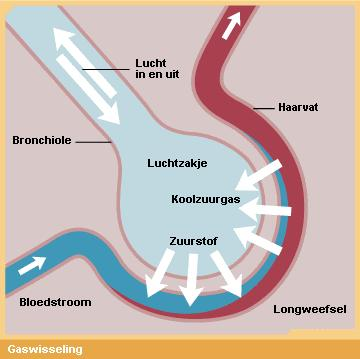 Lucht
in en uit
Haarvat
Bronchiole
Luchtzakje
Koolzuurgas
Zuurstof
Bloedstroom
Longweefsel
Gaswisseling